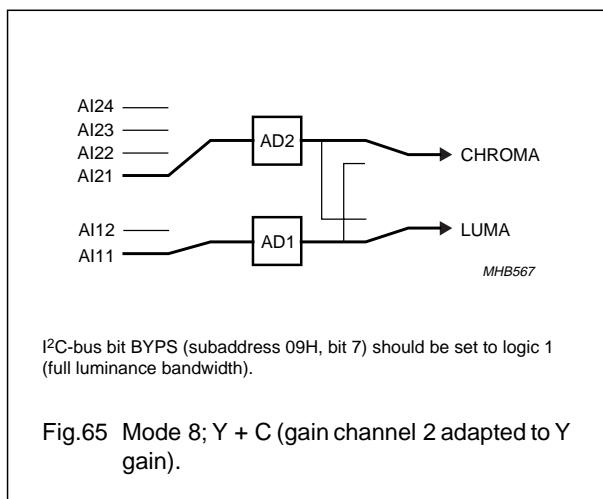 AI24
AI23
AI22
AI21
AD2
CHROMA
AI12
AI11
AD1
LUMA
MHB567
I²C-bus bit BYPS (subaddress 09H, bit 7) should be set to logic 1
(full luminance bandwidth).
Fig.65 Mode 8; Y + C (gain channel 2 adapted to Y
gain).